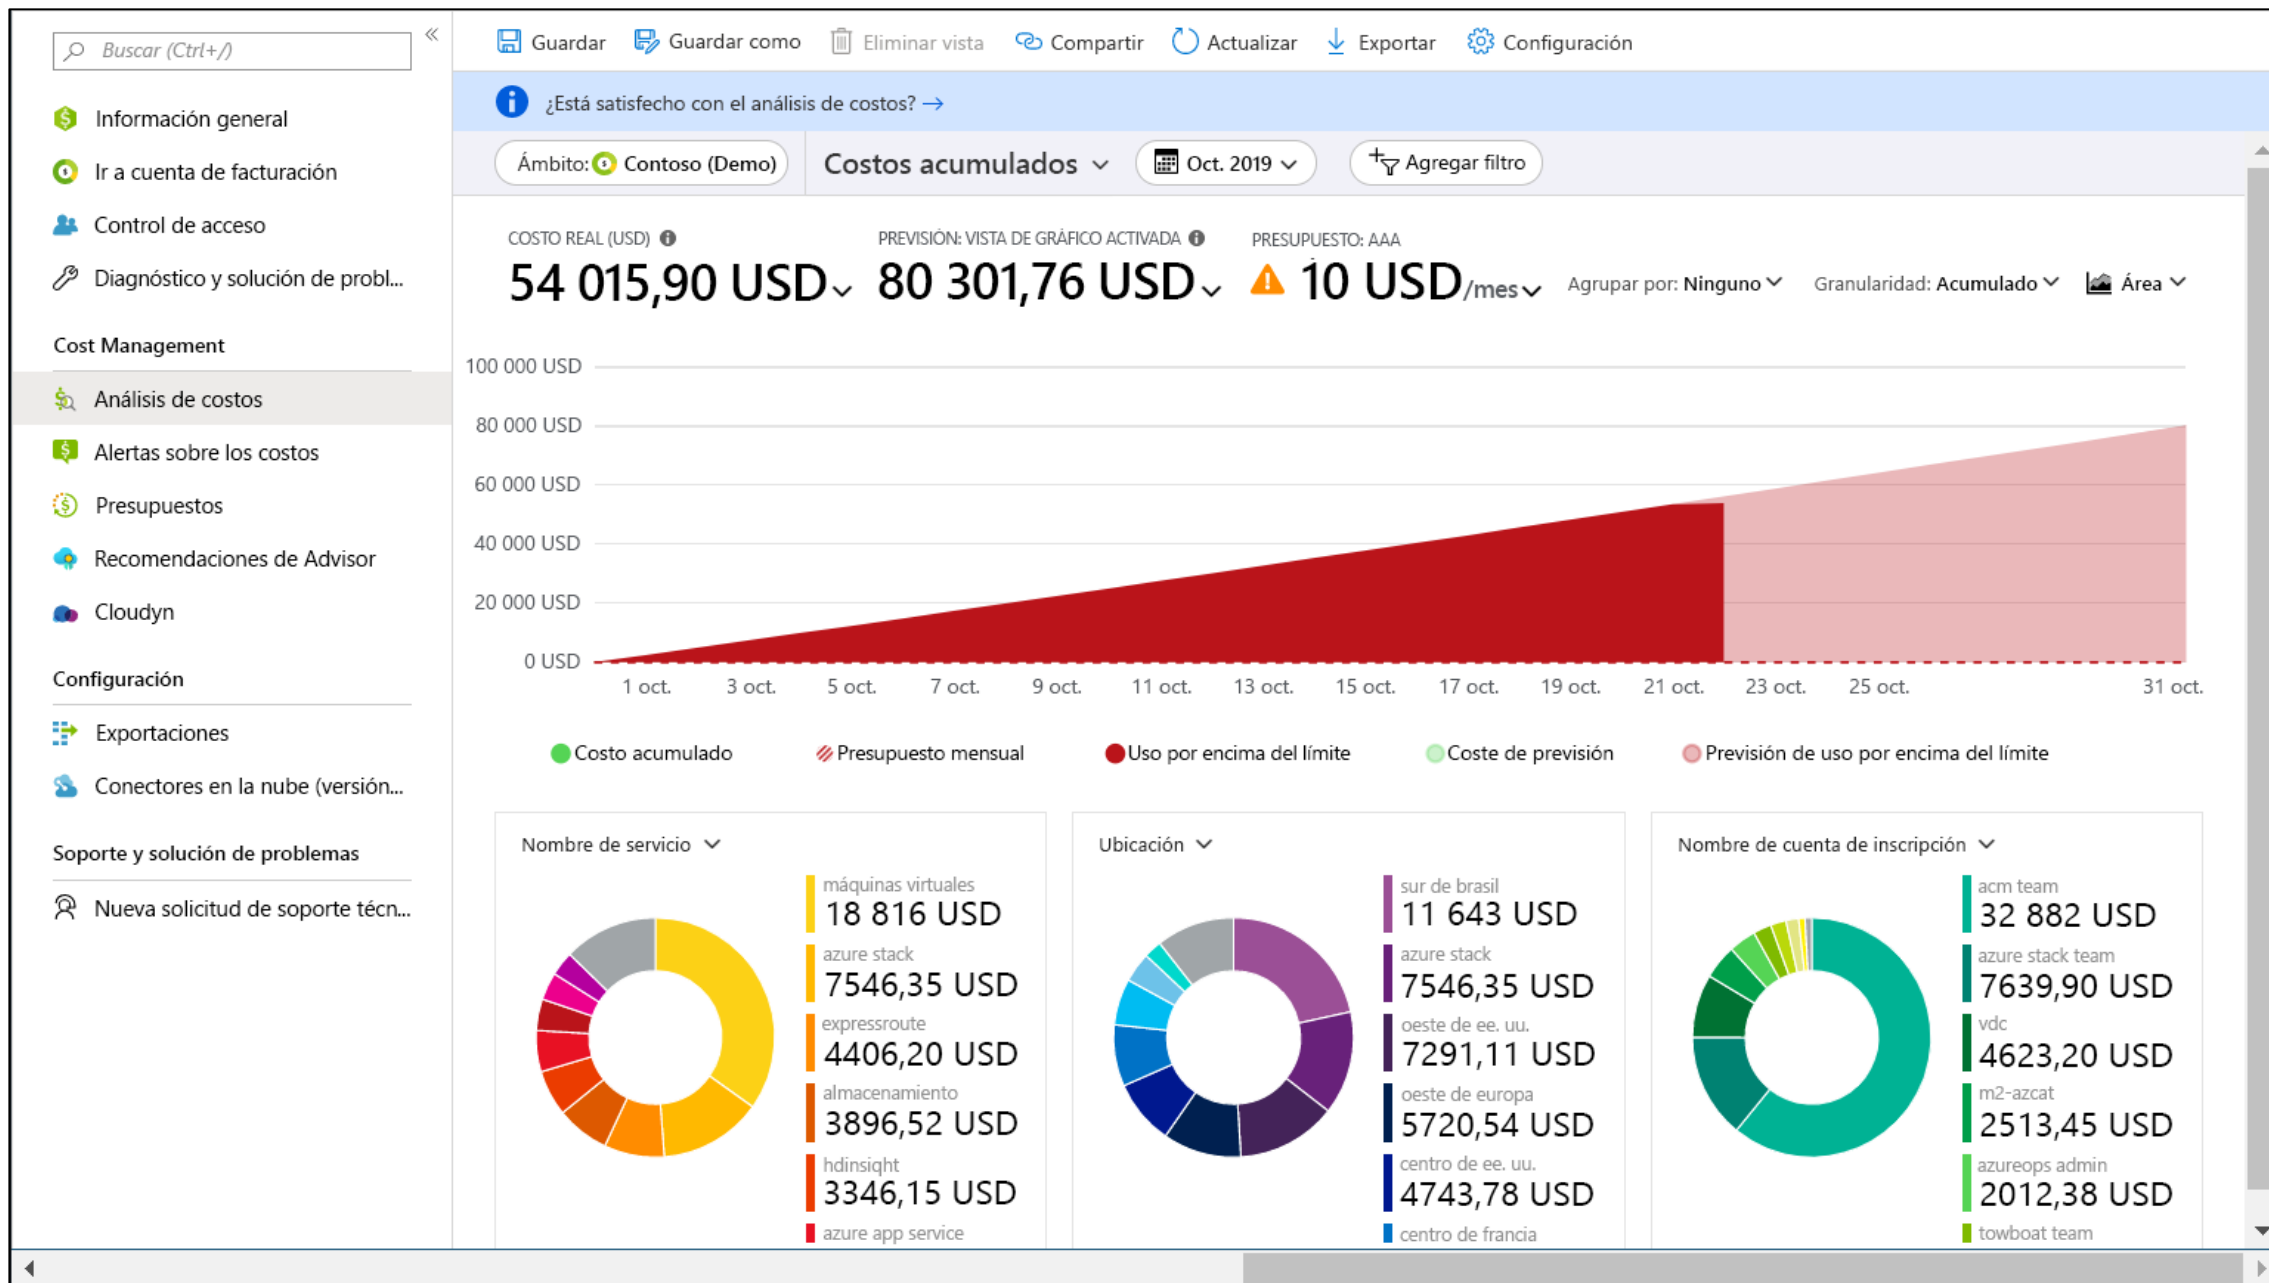 Buscar (Ctrl+/)
«
Información general
Ir a cuenta de facturación
Control de acceso
Diagnóstico y solución de probl...
Cost Management
Análisis de costos
Alertas sobre los costos
Presupuestos
Recomendaciones de Advisor
Cloudyn
Configuración
Exportaciones
Conectores en la nube (versión...
Soporte y solución de problemas
Nueva solicitud de soporte técn...
Guardar Guardar como Eliminar vista Compartir Actualizar Exportar Configuración
¿Está satisfecho con el análisis de costos? →
Ámbito: Contoso (Demo) Costos acumulados Oct. 2019 Agregar filtro
COSTO REAL (USD) PREVISIÓN: VISTA DE GRÁFICO ACTIVADA PRESUPUESTO: AAA
54 015,90 USD 80 301,76 USD 10 USD/mes Agrupar por: Ninguno Granularidad: Acumulado Área
100 000 USD
80 000 USD
60 000 USD
40 000 USD
20 000 USD
0 USD
1 oct. 3 oct. 5 oct. 7 oct. 9 oct. 11 oct. 13 oct. 15 oct. 17 oct. 19 oct. 21 oct. 23 oct. 25 oct. 31 oct.
Costo acumulado Presupuesto mensual Uso por encima del límite Coste de previsión Previsión de uso por encima del límite
Nombre de servicio
máquinas virtuales
18 816 USD
azure stack
7546,35 USD
expressroute
4406,20 USD
almacenamiento
3896,52 USD
hdinsight
3346,15 USD
azure app service
Ubicación
sur de brasil
11 643 USD
azure stack
7546,35 USD
oeste de ee. uu.
7291,11 USD
oeste de europa
5720,54 USD
centro de ee. uu.
4743,78 USD
centro de francia
Nombre de cuenta de inscripción
acm team
32 882 USD
azure stack team
7639,90 USD
vdc
4623,20 USD
m2-azcat
2513,45 USD
azureops admin
2012,38 USD
towboat team